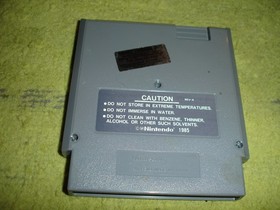 CAUTION
REV-A
• DO NOT STORE IN EXTREME TEMPERATURES.
• DO NOT IMMERSE IN WATER.
• DO NOT CLEAN WITH BENZENE, THINNER,
ALCOHOL OR OTHER SUCH SOLVENTS.
Nintendo 1985